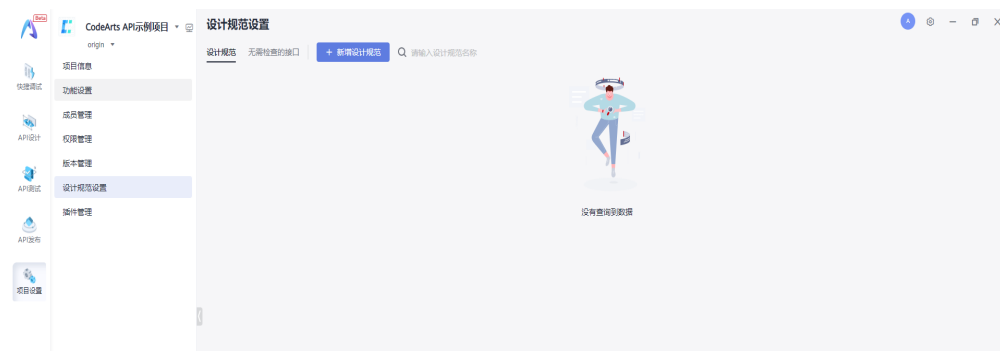 Beta
CodeArts API示例项目
origin
快捷调试
API设计
API测试
API发布
项目设置
项目信息
功能设置
成员管理
权限管理
版本管理
设计规范设置
插件管理
设计规范设置
A
设计规范 无需检查的接口 + 新增设计规范 请输入设计规范名称
没有查询到数据